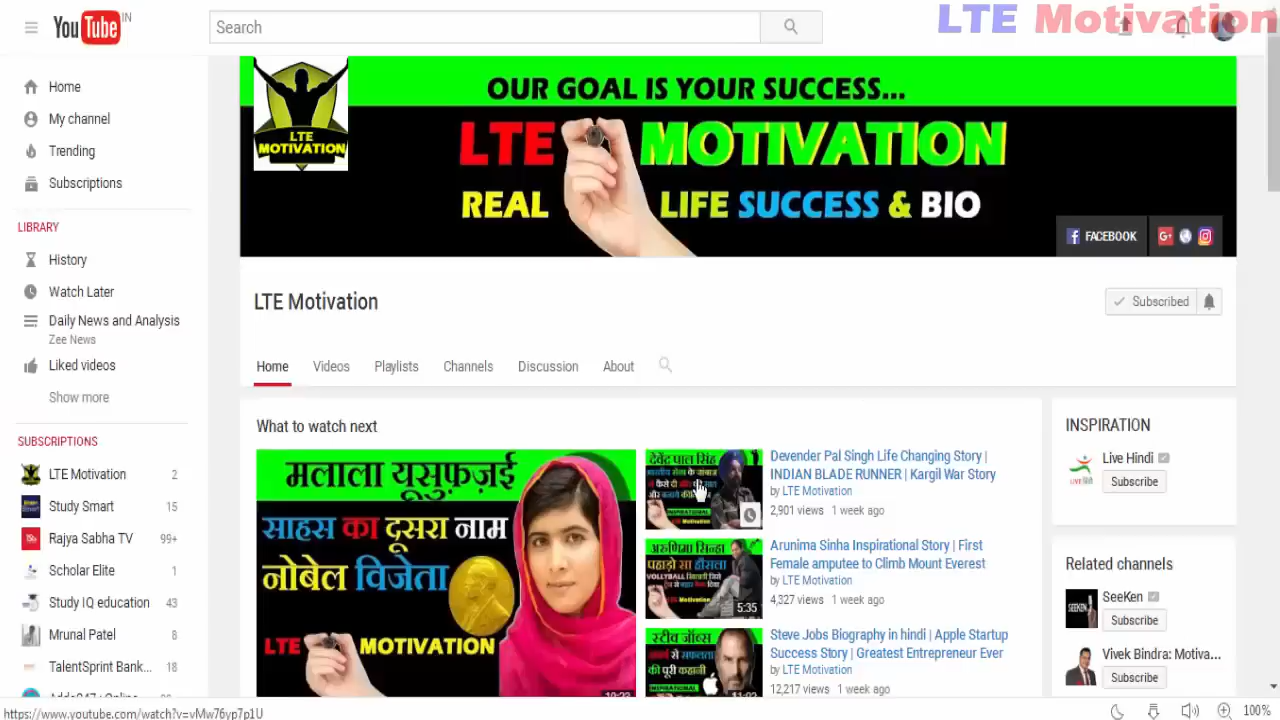 YouTube IN
Search
LTE Motivation
Home
My channel
Trending
Subscriptions
LIBRARY
History
Watch Later
Daily News and Analysis
Zee News
Liked videos
Show more
SUBSCRIPTIONS
LTE Motivation 2
Study Smart 15
Rajya Sabha TV 99+
Scholar Elite 1
Study IQ education 43
Mrunal Patel 8
TalentSprint Bank... 18
LTE
MOTIVATION
OUR GOAL IS YOUR SUCCESS...
LTE MOTIVATION
REAL LIFE SUCCESS & BIO
FACEBOOK
LTE Motivation
Subscribed
Home Videos Playlists Channels Discussion About
What to watch next
मलाला यूसुफ़ज़ई
साहस का दूसरा नाम
नोबेल विजेता
LTE MOTIVATION
10:23
देवेंद्र पाल सिंह
Devender Pal Singh Life Changing Story |
INDIAN BLADE RUNNER | Kargil War Story
by LTE Motivation
2,901 views 1 week ago
अरुणिमा सिन्हा
पहाड़ो सा हौसला
5:35
Arunima Sinha Inspirational Story | First
Female amputee to Climb Mount Everest
by LTE Motivation
4,327 views 1 week ago
स्टीव जॉब्स
की पूरी कहानी
Steve Jobs Biography in hindi | Apple Startup
Success Story | Greatest Entrepreneur Ever
by LTE Motivation
12,217 views 1 week ago
INSPIRATION
Live Hindi
Subscribe
Related channels
SeeKen
Subscribe
Vivek Bindra: Motiva...
Subscribe
https://www.youtube.com/watch?v=vMw76yp7p1U
100%